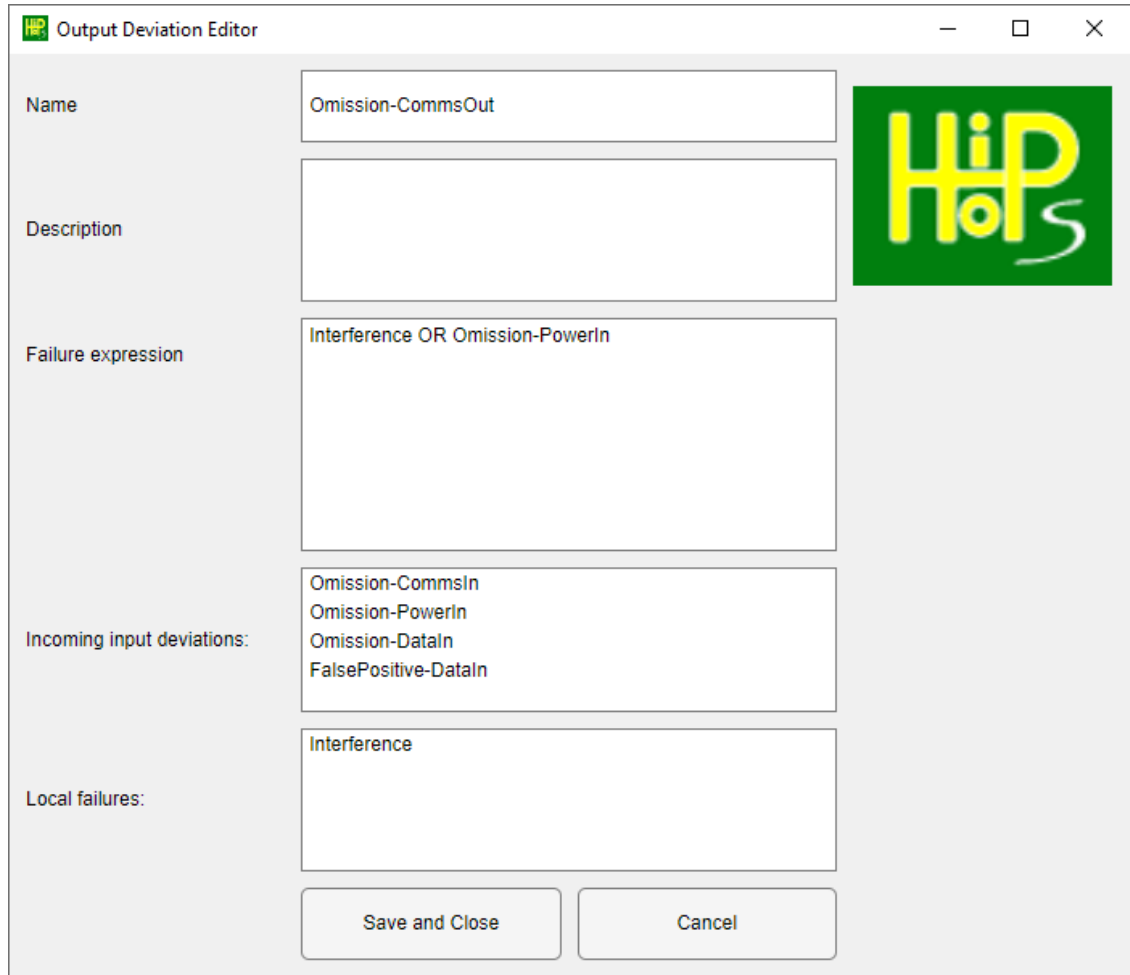 Output Deviation Editor
Name
Omission-CommsOut
HiPHoPS
Description
Failure expression
Interference OR Omission-PowerIn
Incoming input deviations:
Omission-CommsIn
Omission-PowerIn
Omission-DataIn
FalsePositive-DataIn
Local failures:
Interference
Save and Close
Cancel